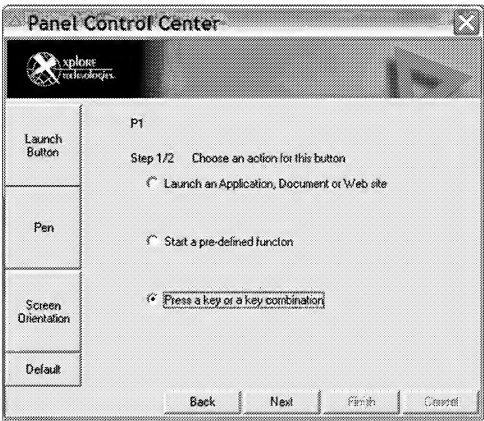 Panel Control Center
xplore
technologies.
P1
Launch
Button
Step 1/2 Choose an action for this button
Launch an Application, Document or Web site
Pen
Start a pre-defined functon
Press a key or a key combination
Screen
Orientation
Default
Back Next Finish Cancel